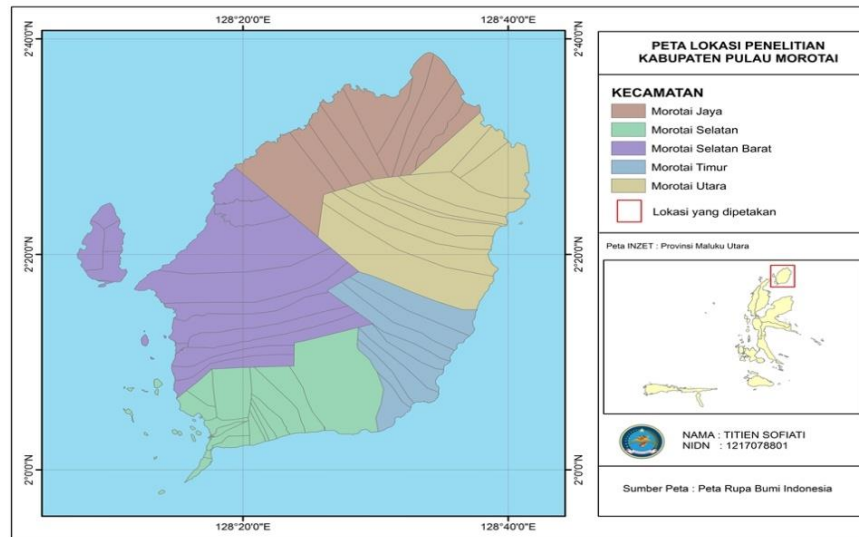 128°20'0"E
128°40'0"E
2°40'0"N
2°40'0"N
2°20'0"N
2°20'0"N
2°0'0"N
2°0'0"N
128°20'0"E
128°40'0"E
PETA LOKASI PENELITIAN
KABUPATEN PULAU MOROTAI
KECAMATAN
Morotai Jaya
Morotai Selatan
Morotai Selatan Barat
Morotai Timur
Morotai Utara
Lokasi yang dipetakan
Peta INZET : Provinsi Maluku Utara
NAMA : TITIEN SOFIATI
NIDN : 1217078801
Sumber Peta : Peta Rupa Bumi Indonesia